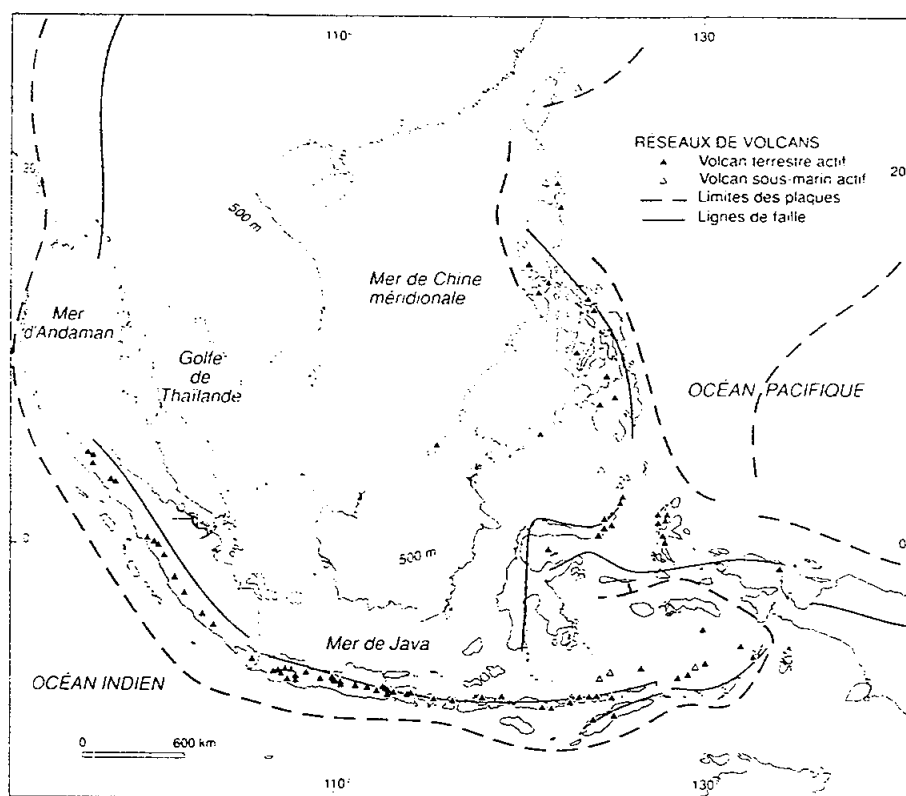 110°
130
RÉSEAUX DE VOLCANS
Volcan terrestre actif
Volcan sous-marin actif
Limites des plaques
Lignes de faille
20
500 m
Mer de Chine
méridionale
Mer
d'Andaman
Golfe
de
Thaïlande
OCÉAN PACIFIQUE
0
500 m
0
Mer de Java
OCÉAN INDIEN
0 600 km
110°
130